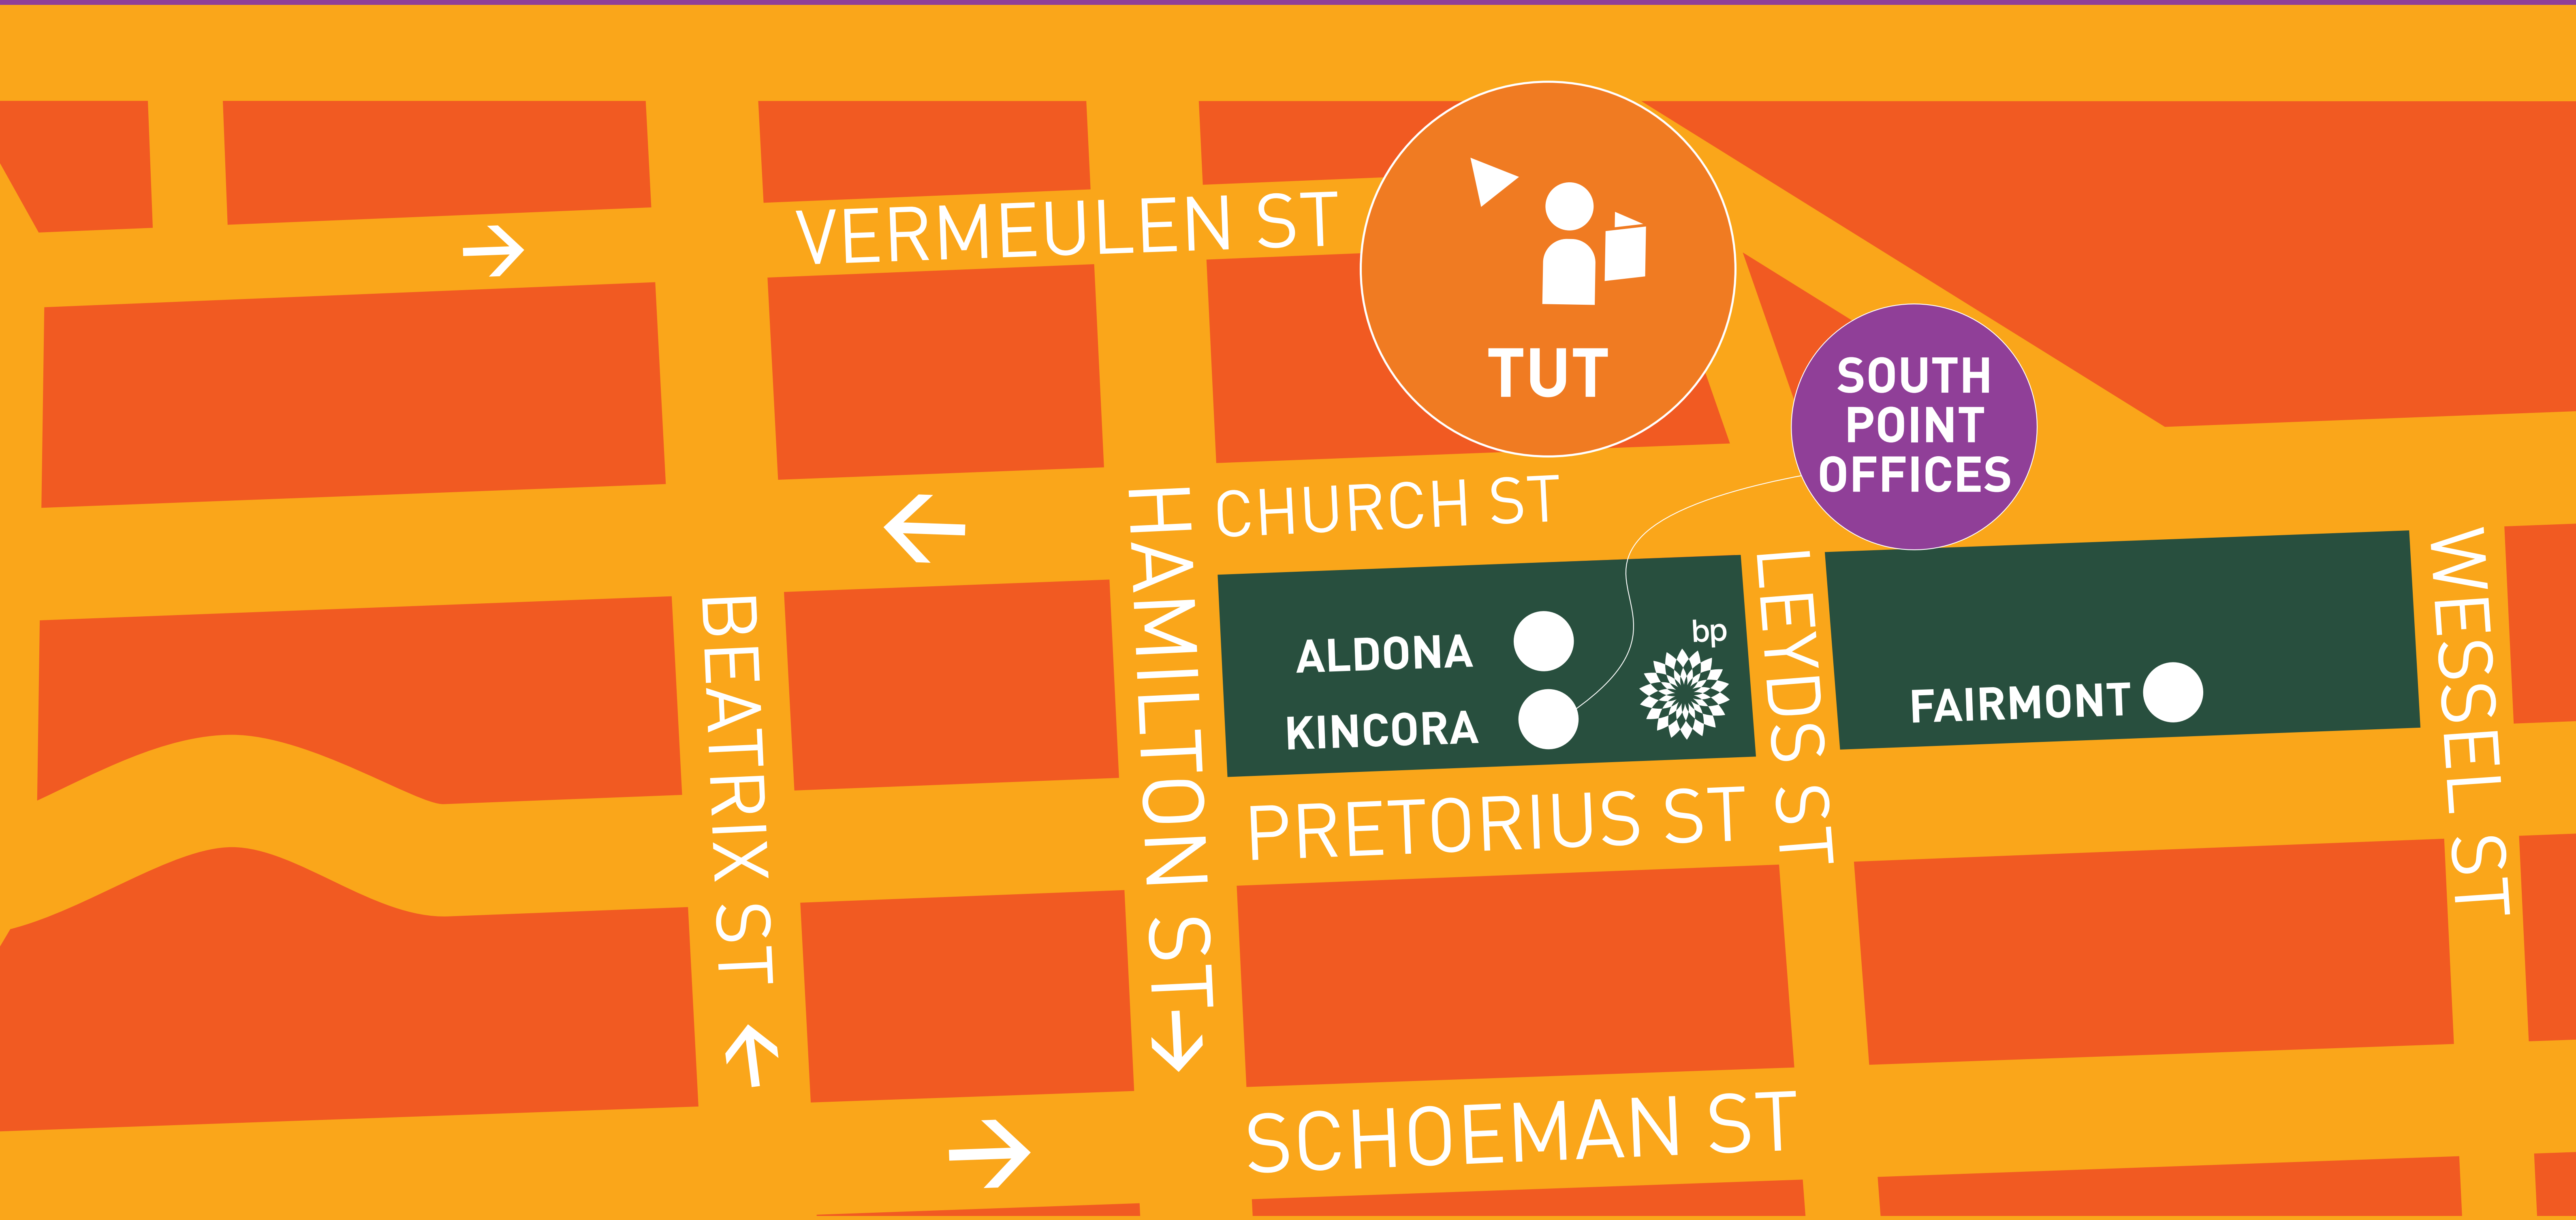 VERMEULEN ST
TUT
SOUTH
POINT
OFFICES
CHURCH ST
HAMILTON ST
BEATRIX ST
LEYDS ST
WESSEL ST
bp
ALDONA
KINCORA
FAIRMONT
PRETORIUS ST
SCHOEMAN ST